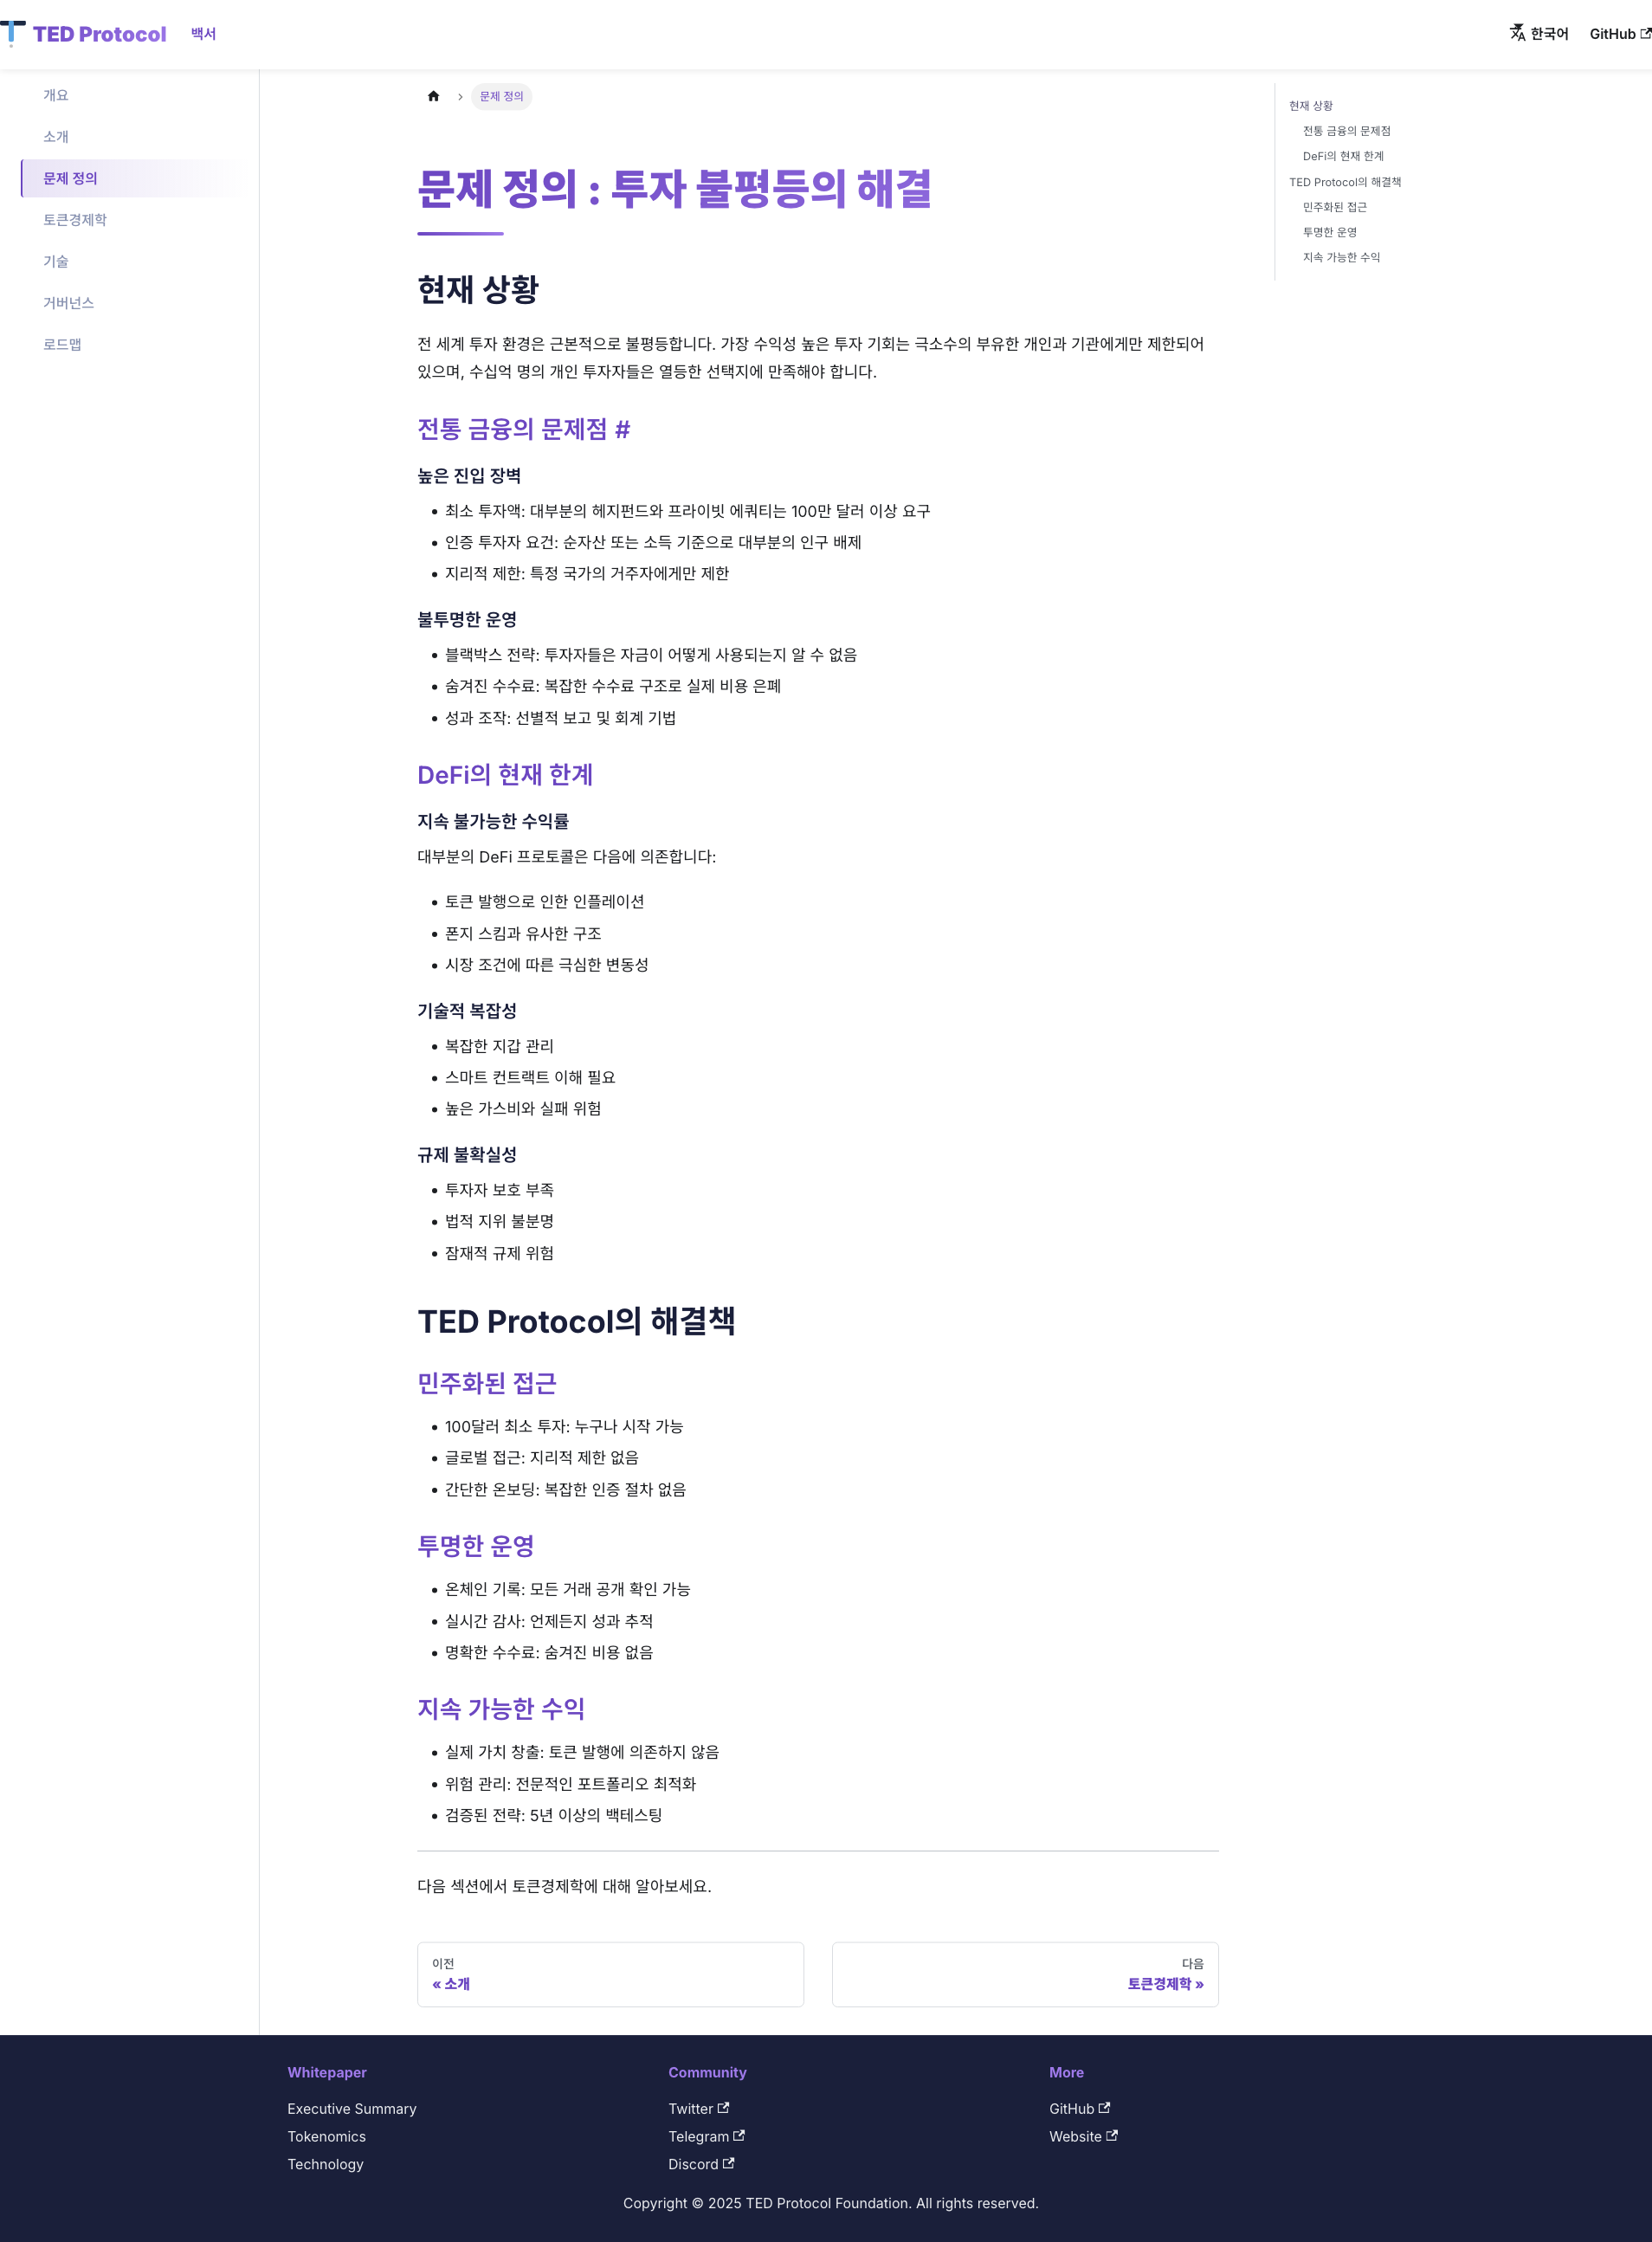 TED Protocol
백서
한국어
GitHub
개요
소개
문제 정의
토큰경제학
기술
거버넌스
로드맵
문제 정의
문제 정의 : 투자 불평등의 해결
현재 상황
전 세계 투자 환경은 근본적으로 불평등합니다. 가장 수익성 높은 투자 기회는 극소수의 부유한 개인과 기관에게만 제한되어
있으며, 수십억 명의 개인 투자자들은 열등한 선택지에 만족해야 합니다.
전통 금융의 문제점 #
높은 진입 장벽
최소 투자액: 대부분의 헤지펀드와 프라이빗 에쿼티는 100만 달러 이상 요구
인증 투자자 요건: 순자산 또는 소득 기준으로 대부분의 인구 배제
지리적 제한: 특정 국가의 거주자에게만 제한
불투명한 운영
블랙박스 전략: 투자자들은 자금이 어떻게 사용되는지 알 수 없음
숨겨진 수수료: 복잡한 수수료 구조로 실제 비용 은폐
성과 조작: 선별적 보고 및 회계 기법
DeFi의 현재 한계
지속 불가능한 수익률
대부분의 DeFi 프로토콜은 다음에 의존합니다:
토큰 발행으로 인한 인플레이션
폰지 스킴과 유사한 구조
시장 조건에 따른 극심한 변동성
기술적 복잡성
복잡한 지갑 관리
스마트 컨트랙트 이해 필요
높은 가스비와 실패 위험
규제 불확실성
투자자 보호 부족
법적 지위 불분명
잠재적 규제 위험
TED Protocol의 해결책
민주화된 접근
100달러 최소 투자: 누구나 시작 가능
글로벌 접근: 지리적 제한 없음
간단한 온보딩: 복잡한 인증 절차 없음
투명한 운영
온체인 기록: 모든 거래 공개 확인 가능
실시간 감사: 언제든지 성과 추적
명확한 수수료: 숨겨진 비용 없음
지속 가능한 수익
실제 가치 창출: 토큰 발행에 의존하지 않음
위험 관리: 전문적인 포트폴리오 최적화
검증된 전략: 5년 이상의 백테스팅
다음 섹션에서 토큰경제학에 대해 알아보세요.
이전
« 소개
다음
토큰경제학 »
현재 상황
전통 금융의 문제점
DeFi의 현재 한계
TED Protocol의 해결책
민주화된 접근
투명한 운영
지속 가능한 수익
Whitepaper
Executive Summary
Tokenomics
Technology
Community
Twitter
Telegram
Discord
More
GitHub
Website
Copyright © 2025 TED Protocol Foundation. All rights reserved.